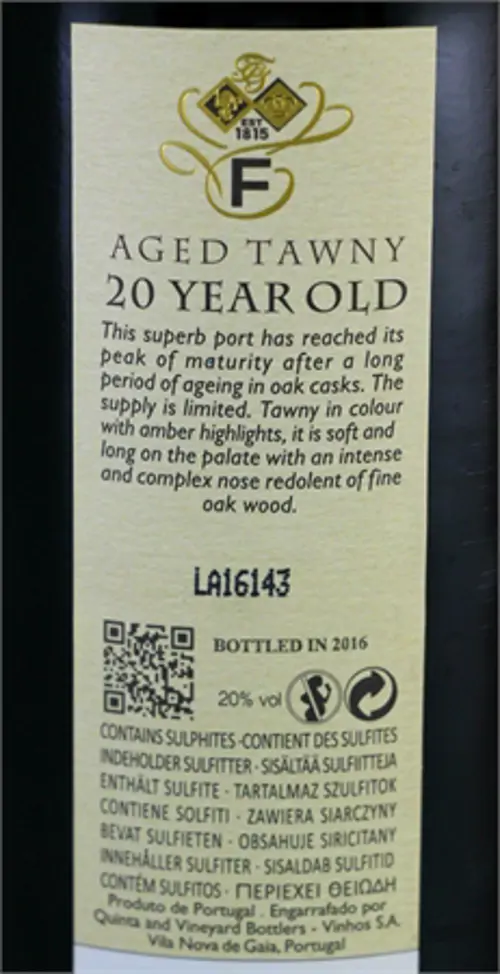 EST
1815
F
AGED TAWNY
20 YEAR OLD
This superb port has reached its
peak of maturity after a long
period of ageing in oak casks. The
supply is limited. Tawny in colour
with amber highlights, it is soft and
long on the palate with an intense
and complex nose redolent of fine
oak wood.
LA16143
BOTTLED IN 2016
20% vol
CONTAINS SULPHITES · CONTIENT DES SULFITES
INDEHOLDER SULFITTER · SISÄLTÄÄ SULFIITTEJA
ENTHÄLT SULFITE · TARTALMAZ SZULFITOK
CONTIENE SOLFITI · ZAWIERA SIARCZYNY
BEVAT SULFIETEN · OBSAHUJE SIRICITANY
INNEHÅLLER SULFITER · SISALDAB SULFITID
CONTÉM SULFITOS · ΠΕΡΙΕΧΕΙ ΘΕΙΩΔΗ
Produto de Portugal . Engarrafado por
Quinta and Vineyard Bottlers - Vinhos S.A.
Vila Nova de Gaia, Portugal